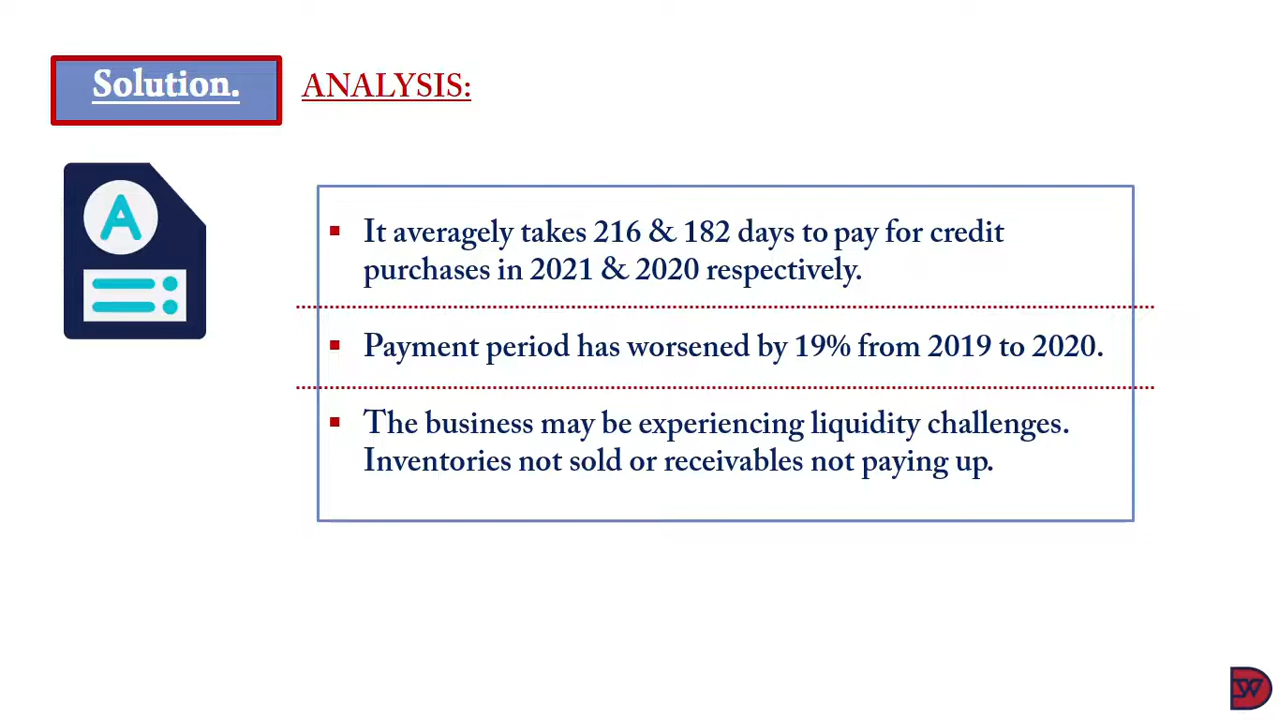 Solution.
ANALYSIS:
A
▪ It averagely takes 216 & 182 days to pay for credit
purchases in 2021 & 2020 respectively.
▪ Payment period has worsened by 19% from 2019 to 2020.
▪ The business may be experiencing liquidity challenges.
Inventories not sold or receivables not paying up.
DW